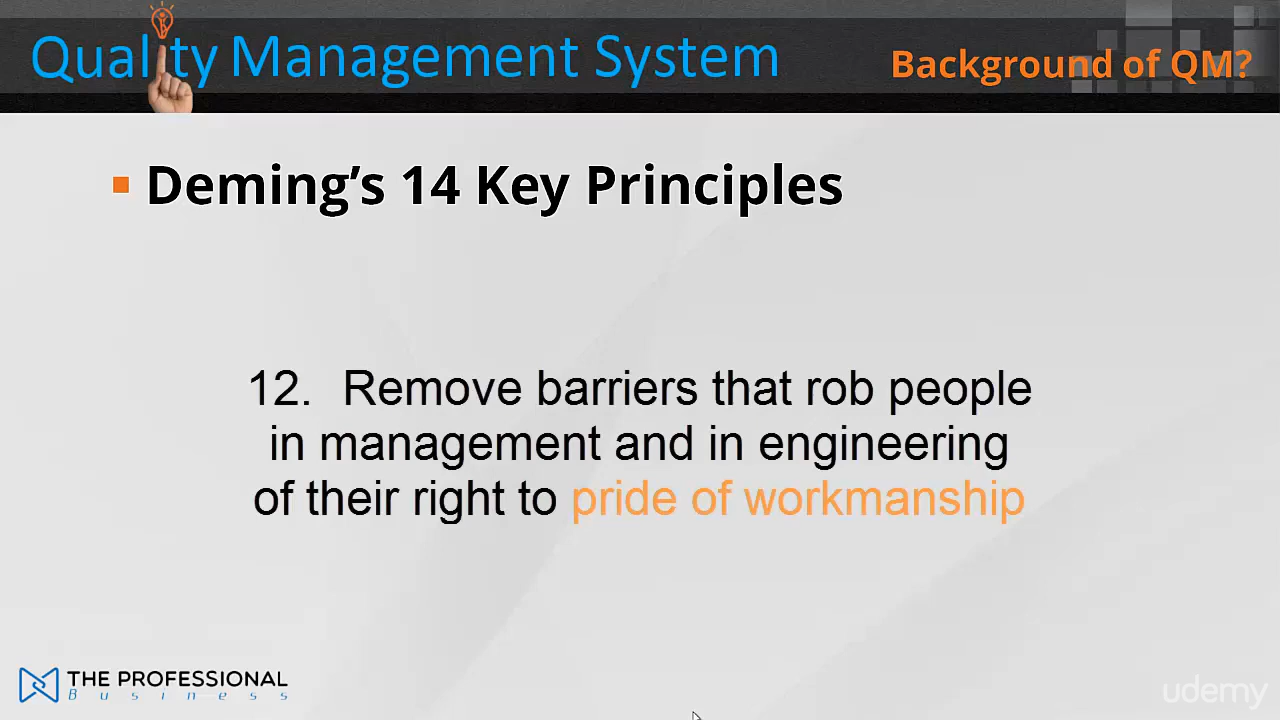 Quality Management System
Background of QM?
Deming's 14 Key Principles
12. Remove barriers that rob people
in management and in engineering
of their right to pride of workmanship
THE PROFESSIONAL
Business
udemy